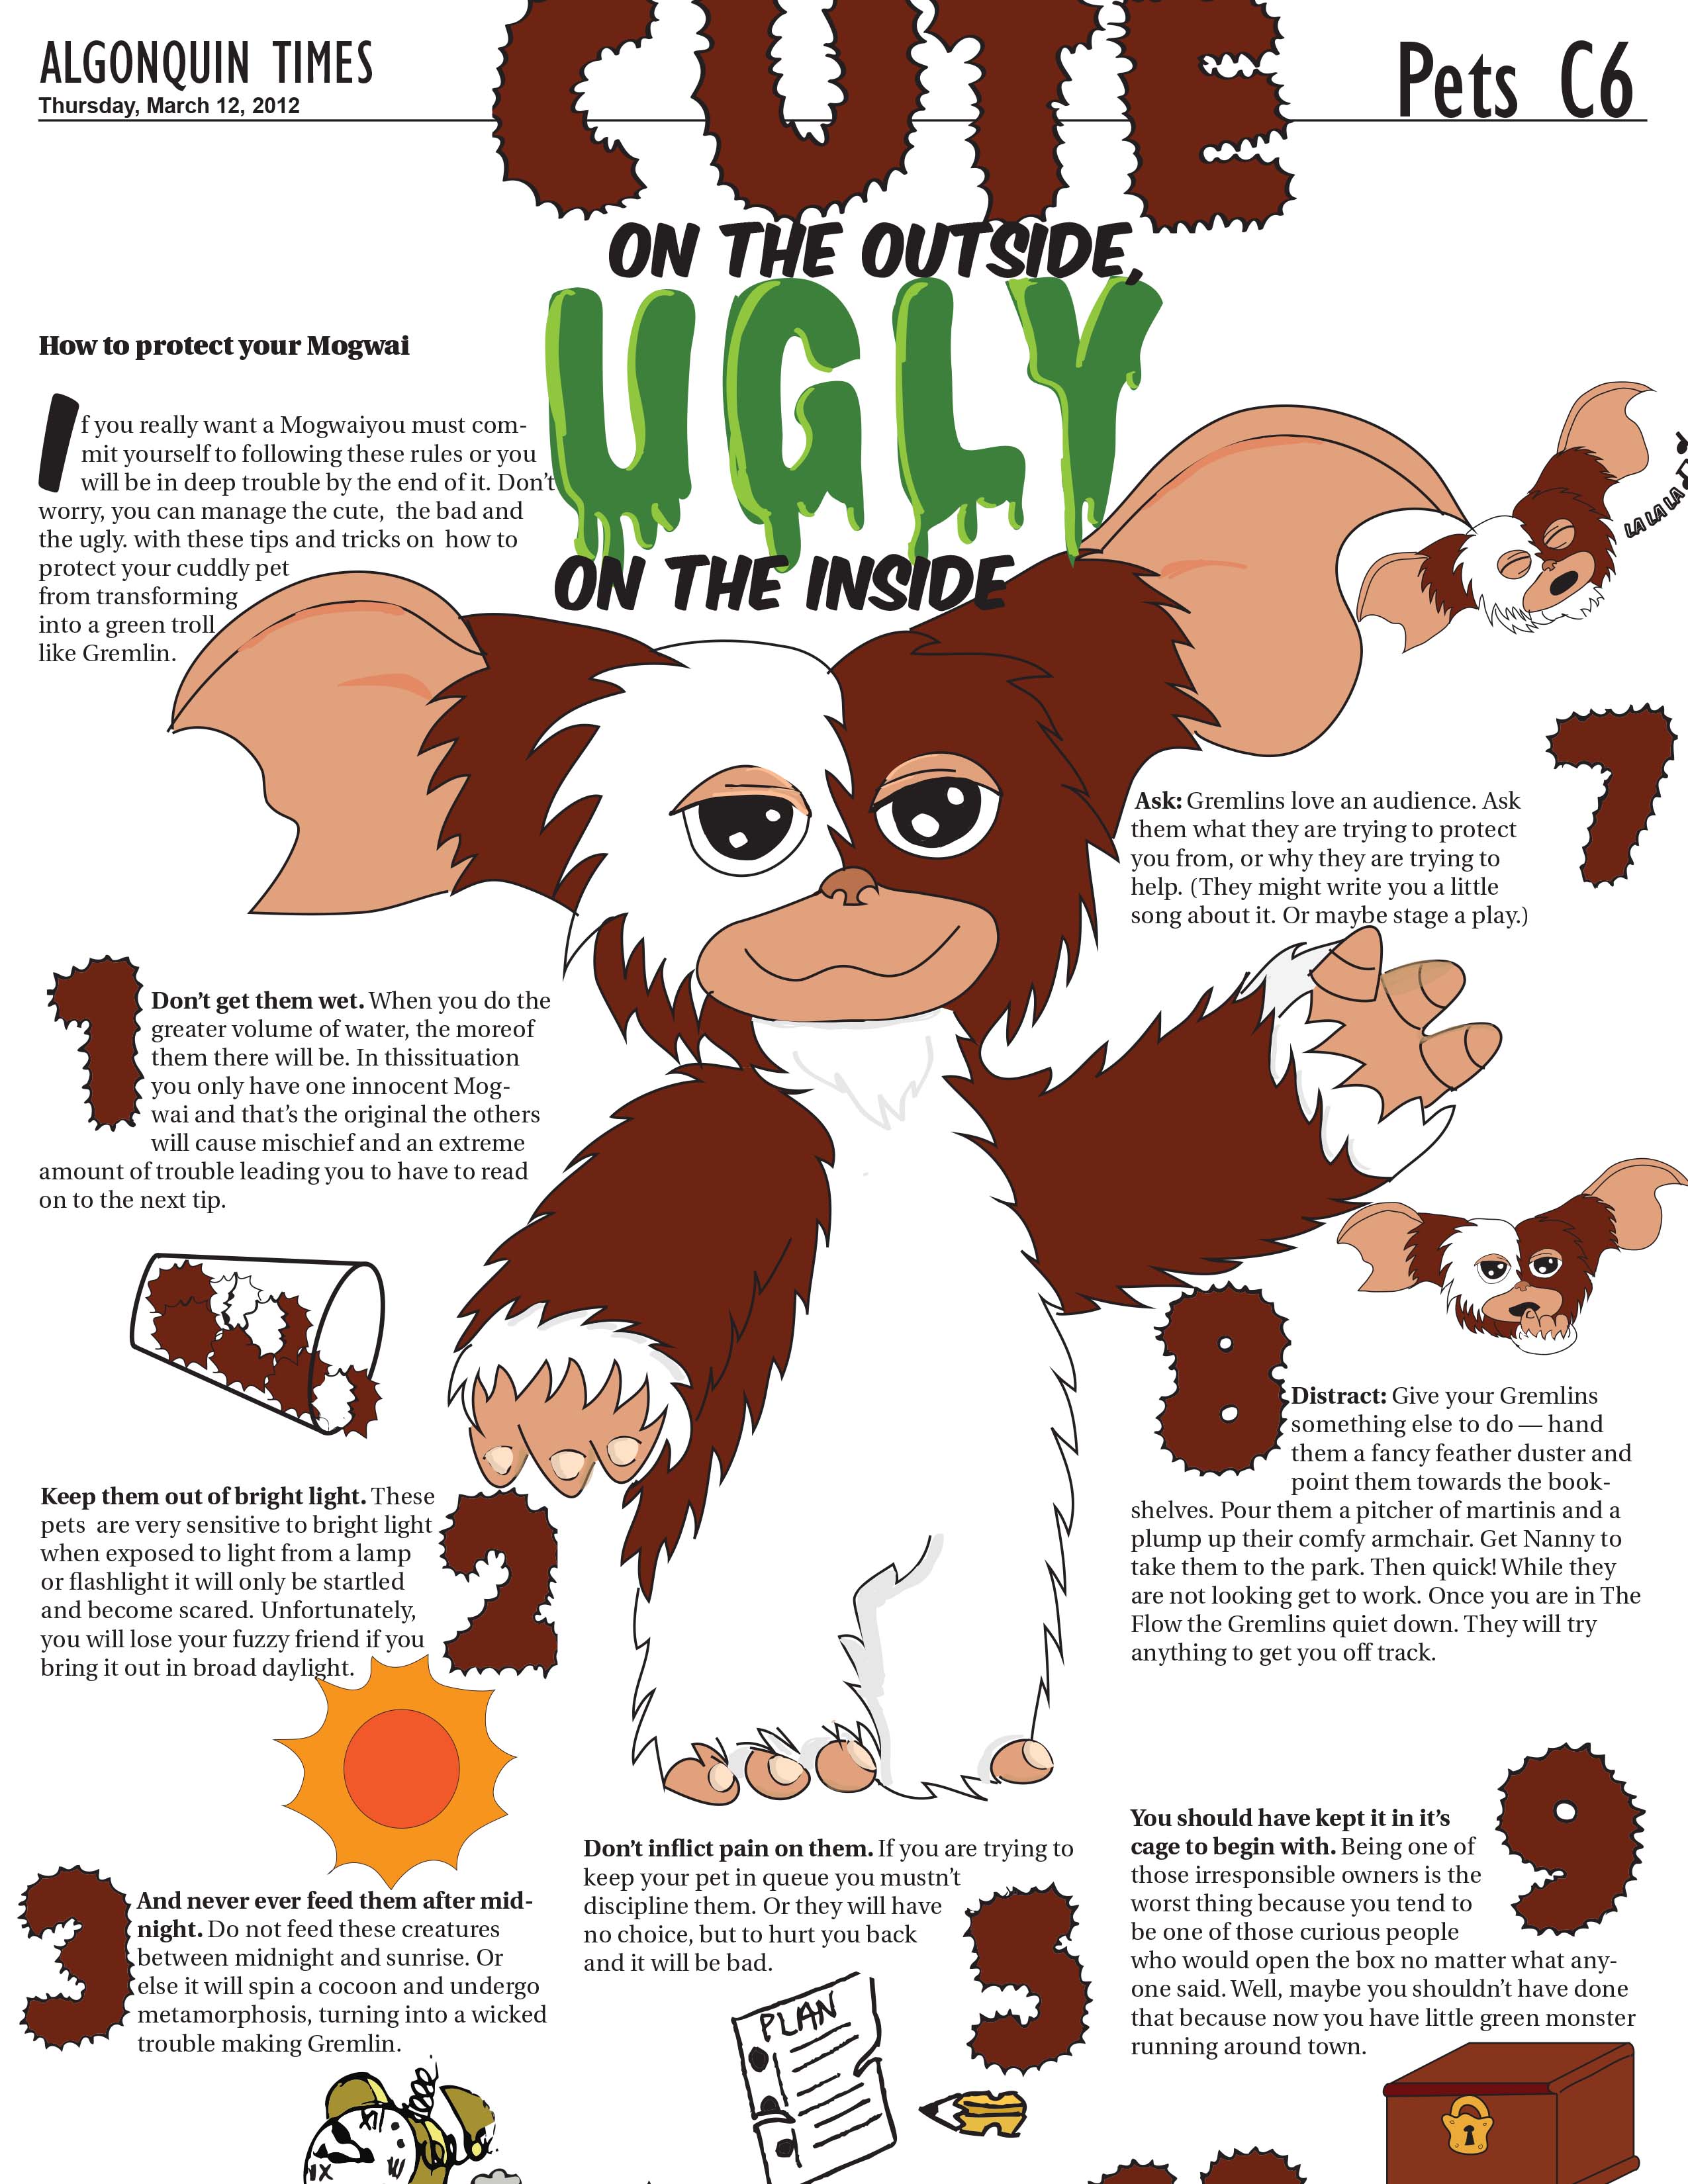 ALGONQUIN TIMES
Thursday, March 12, 2012
Pets C6
CUTE
ON THE OUTSIDE,
UGLY
ON THE INSIDE
How to protect your Mogwai
If you really want a Mogwaiyou must com-
mit yourself to following these rules or you
will be in deep trouble by the end of it. Don't
worry, you can manage the cute, the bad and
the ugly. with these tips and tricks on how to
protect your cuddly pet
from transforming
into a green troll
like Gremlin.
1
Don't get them wet. When you do the
greater volume of water, the moreof
them there will be. In thissituation
you only have one innocent Mog-
wai and that's the original the others
will cause mischief and an extreme
amount of trouble leading you to have to read
on to the next tip.
2
Keep them out of bright light. These
pets are very sensitive to bright light
when exposed to light from a lamp
or flashlight it will only be startled
and become scared. Unfortunately,
you will lose your fuzzy friend if you
bring it out in broad daylight.
3
And never ever feed them after mid-
night. Do not feed these creatures
between midnight and sunrise. Or
else it will spin a cocoon and undergo
metamorphosis, turning into a wicked
trouble making Gremlin.
XII
IX
Don't inflict pain on them. If you are trying to
keep your pet in queue you mustn't
discipline them. Or they will have
no choice, but to hurt you back
and it will be bad.
5
PLAN
LA LA LA
7
Ask: Gremlins love an audience. Ask
them what they are trying to protect
you from, or why they are trying to
help. (They might write you a little
song about it. Or maybe stage a play.)
8
Distract: Give your Gremlins
something else to do — hand
them a fancy feather duster and
point them towards the book-
shelves. Pour them a pitcher of martinis and a
plump up their comfy armchair. Get Nanny to
take them to the park. Then quick! While they
are not looking get to work. Once you are in The
Flow the Gremlins quiet down. They will try
anything to get you off track.
9
You should have kept it in it's
cage to begin with. Being one of
those irresponsible owners is the
worst thing because you tend to
be one of those curious people
who would open the box no matter what any-
one said. Well, maybe you shouldn't have done
that because now you have little green monster
running around town.